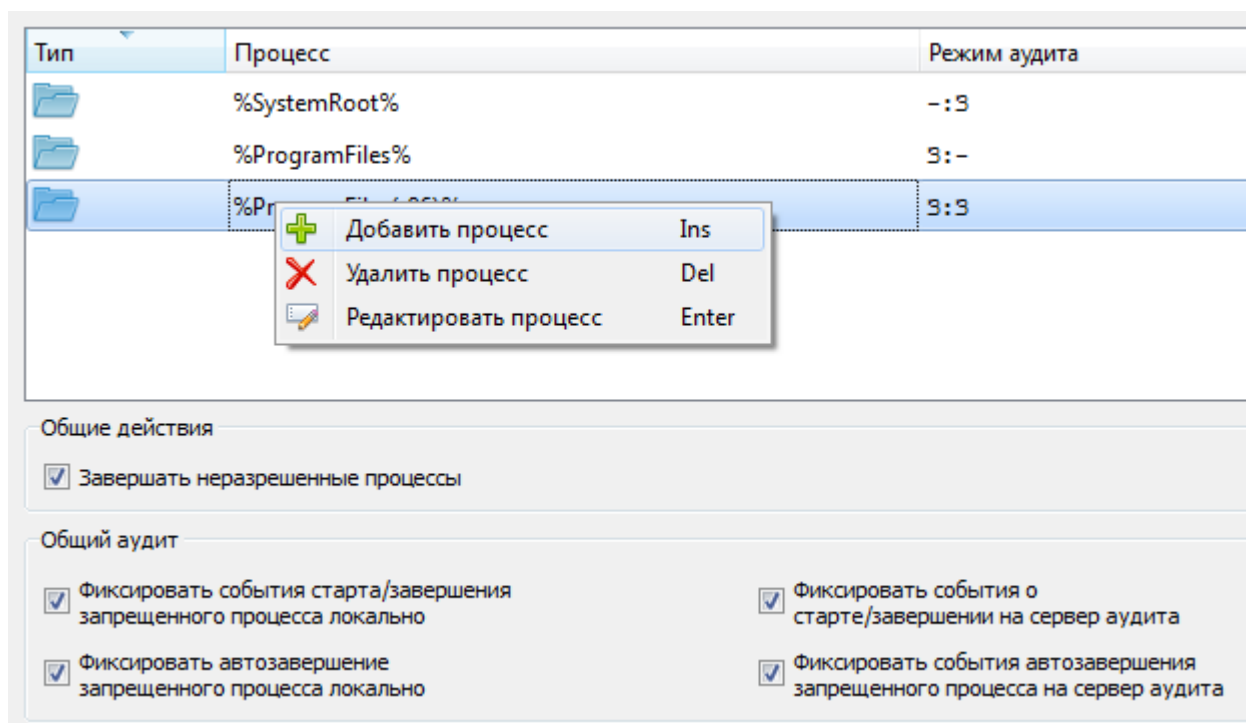 Тип Процесс Режим аудита
%SystemRoot% -:З
%ProgramFiles% З:-
%Pr З:З
Добавить процесс Ins
Удалить процесс Del
Редактировать процесс Enter
Общие действия
Завершать неразрешенные процессы
Общий аудит
Фиксировать события старта/завершения
запрещенного процесса локально
Фиксировать события о
старте/завершении на сервер аудита
Фиксировать автозавершение
запрещенного процесса локально
Фиксировать события автозавершения
запрещенного процесса на сервер аудита